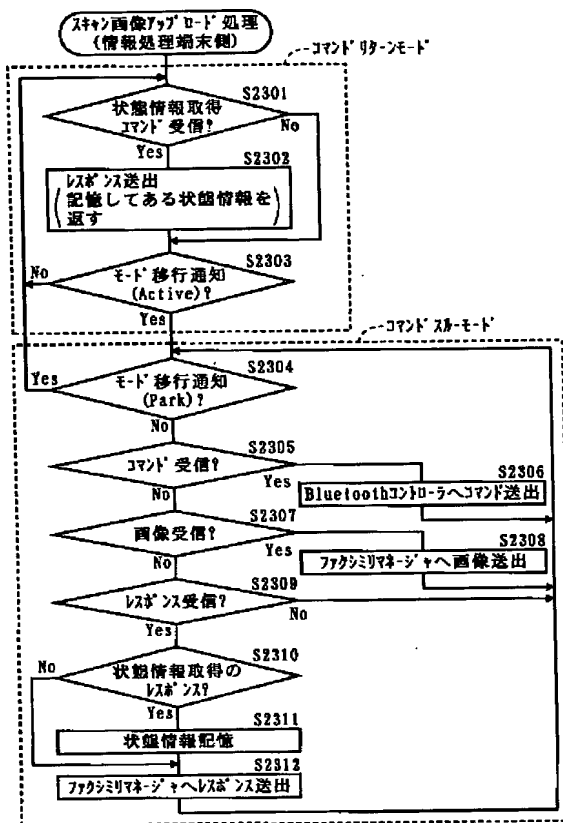 スキャン画像アップロード処理
(情報処理端末側)
コマンドリターンモード
S2301
状態情報取得
コマンド受信?
No
Yes
S2302
レスポンス送出
(記憶してある状態情報を
返す)
S2303
No
モード移行通知
(Active)?
Yes
コマンドスルーモード
S2304
Yes
モード移行通知
(Park)?
No
S2305
コマンド受信?
Yes
No
S2306
Bluetoothコントローラへコマンド送出
S2307
画像受信?
Yes
No
S2308
ファクシミリマネージャへ画像送出
S2309
レスポンス受信?
No
Yes
S2310
No
状態情報取得の
レスポンス?
Yes
S2311
状態情報記憶
S2312
ファクシミリマネージャへレスポンス送出